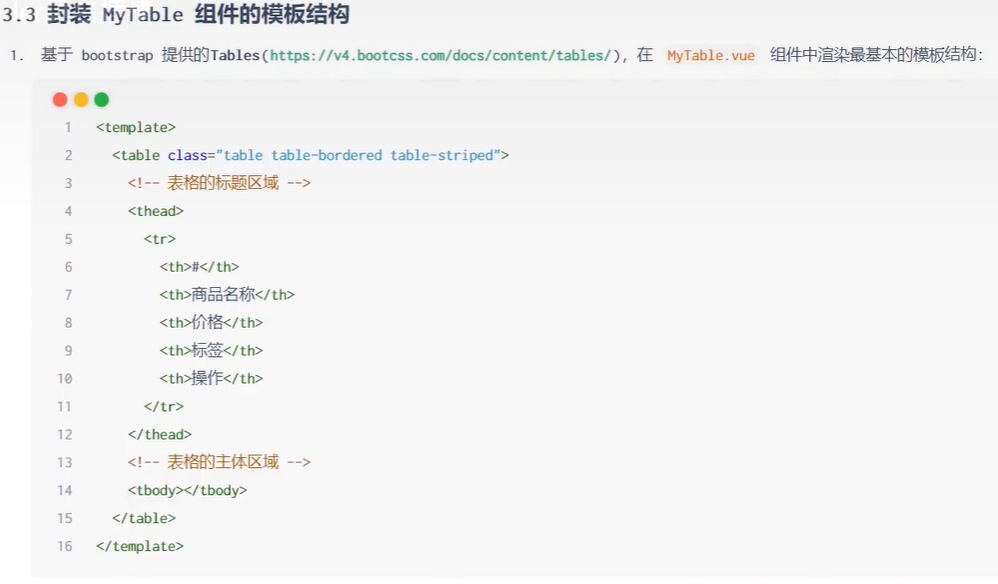 3.3 封装 MyTable 组件的模板结构
1. 基于 bootstrap 提供的Tables(https://v4.bootcss.com/docs/content/tables/)，在 MyTable.vue 组件中渲染最基本的模板结构：
1 <template>
2 <table class="table table-bordered table-striped">
3 <!-- 表格的标题区域 -->
4 <thead>
5 <tr>
6 <th>#</th>
7 <th>商品名称</th>
8 <th>价格</th>
9 <th>标签</th>
10 <th>操作</th>
11 </tr>
12 </thead>
13 <!-- 表格的主体区域 -->
14 <tbody></tbody>
15 </table>
16 </template>